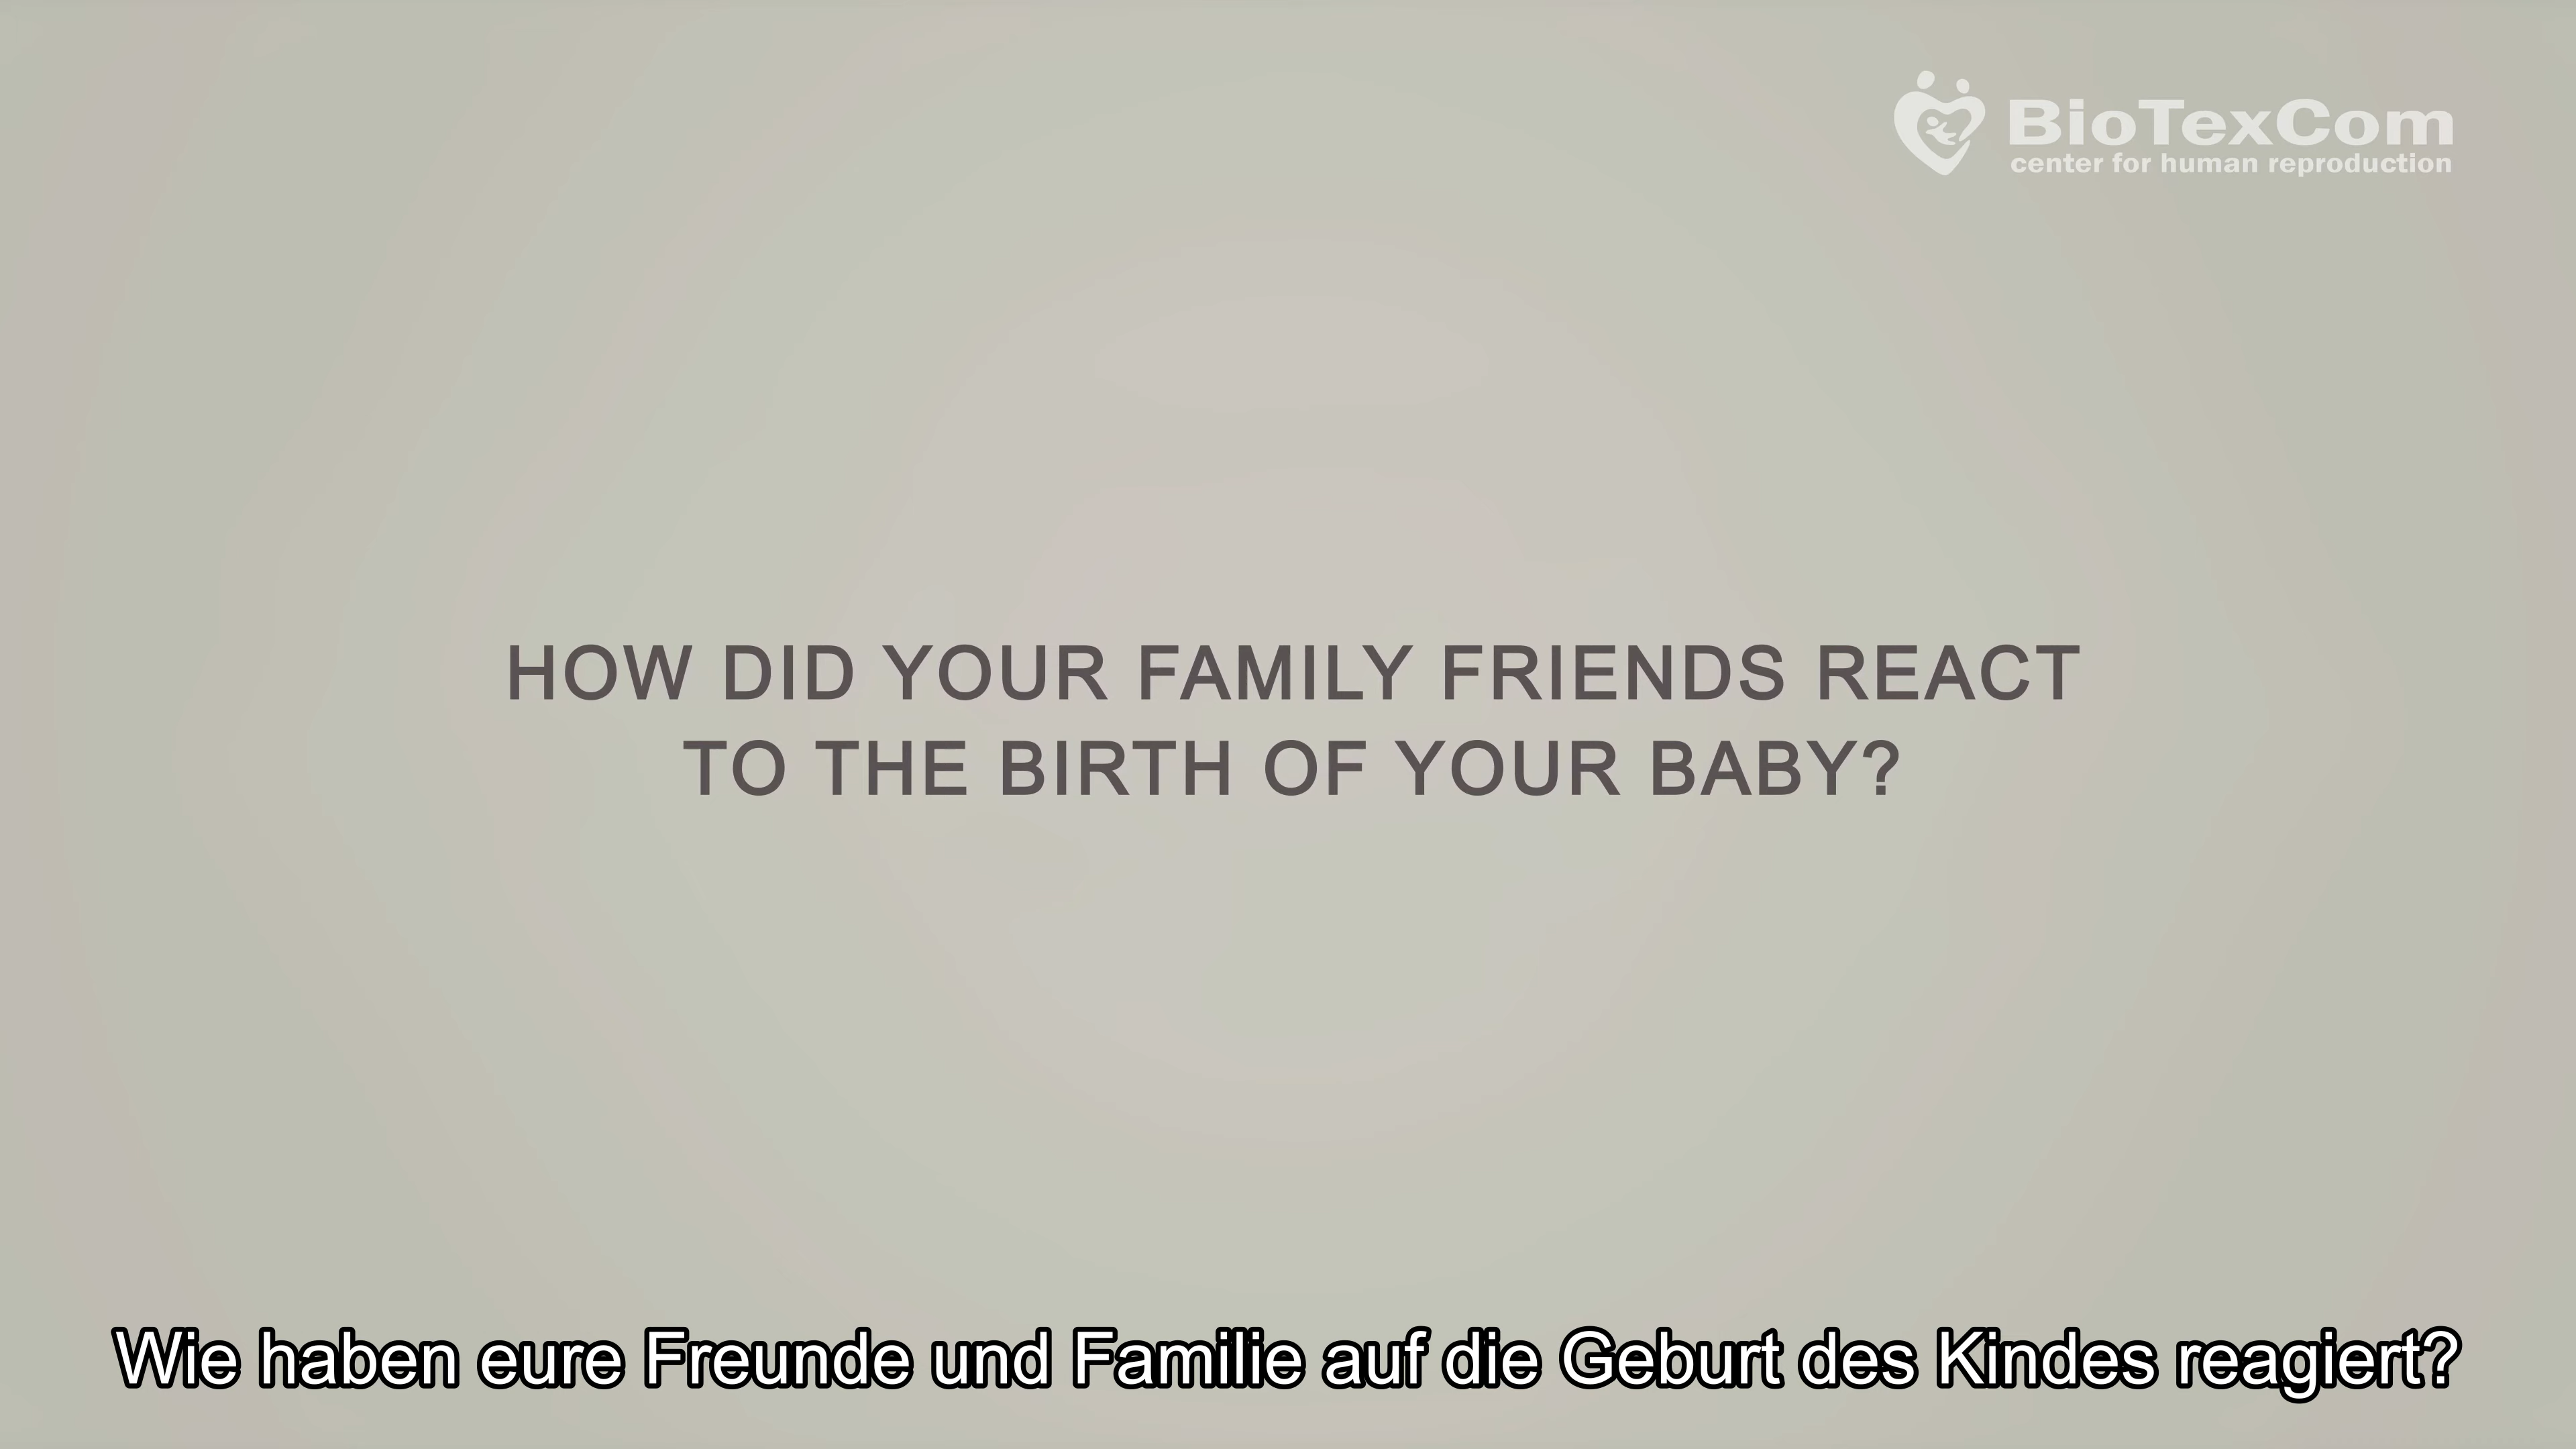 BioTexCom
center for human reproduction
HOW DID YOUR FAMILY FRIENDS REACT
TO THE BIRTH OF YOUR BABY?
Wie haben eure Freunde und Familie auf die Geburt des Kindes reagiert?